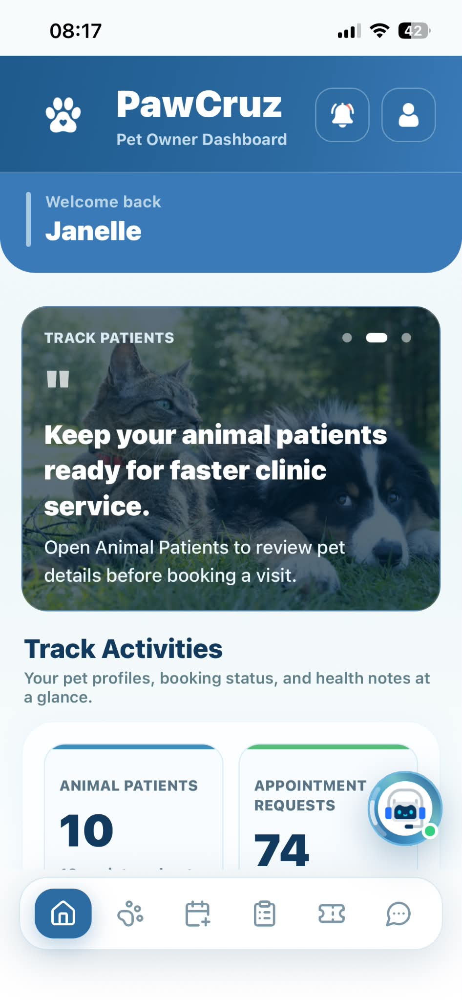 08:17
42
PawCruz
Pet Owner Dashboard
Welcome back
Janelle
TRACK PATIENTS
"
Keep your animal patients
ready for faster clinic
service.
Open Animal Patients to review pet
details before booking a visit.
Track Activities
Your pet profiles, booking status, and health notes at
a glance.
ANIMAL PATIENTS
10
APPOINTMENT
REQUESTS
74